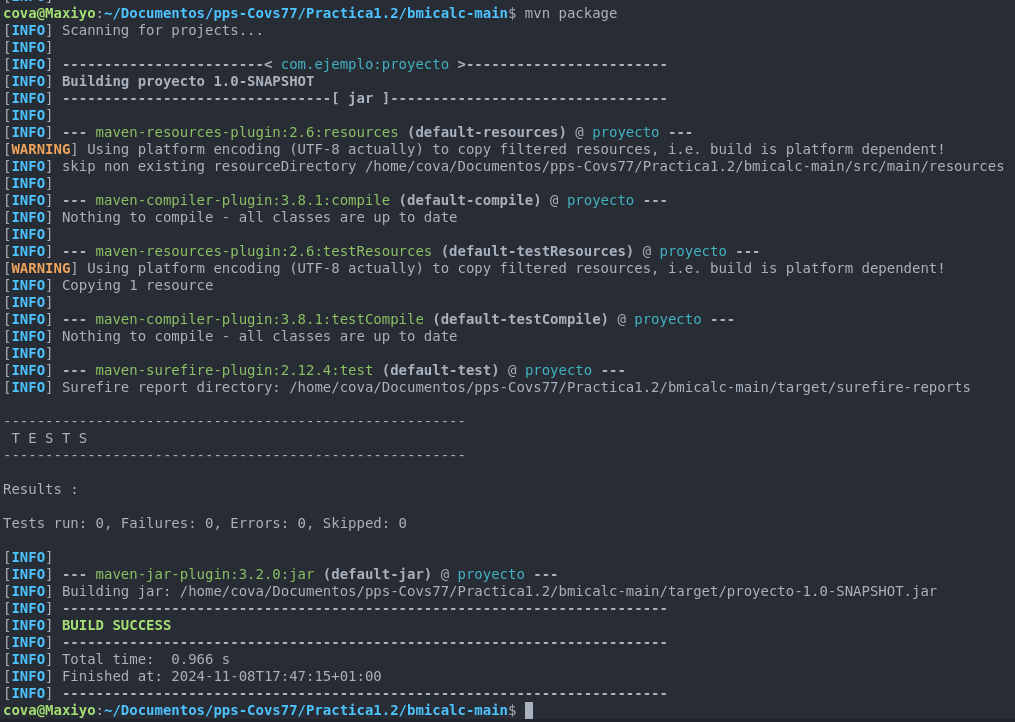 cova@Maxiyo:~/Documentos/pps-Covs77/Practica1.2/bmicalc-main$ mvn package
[INFO] Scanning for projects...
[INFO]
[INFO] ------------------------< com.ejemplo:proyecto >------------------------
[INFO] Building proyecto 1.0-SNAPSHOT
[INFO] --------------------------------[ jar ]---------------------------------
[INFO]
[INFO] --- maven-resources-plugin:2.6:resources (default-resources) @ proyecto ---
[WARNING] Using platform encoding (UTF-8 actually) to copy filtered resources, i.e. build is platform dependent!
[INFO] skip non existing resourceDirectory /home/cova/Documentos/pps-Covs77/Practica1.2/bmicalc-main/src/main/resources
[INFO]
[INFO] --- maven-compiler-plugin:3.8.1:compile (default-compile) @ proyecto ---
[INFO] Nothing to compile - all classes are up to date
[INFO]
[INFO] --- maven-resources-plugin:2.6:testResources (default-testResources) @ proyecto ---
[WARNING] Using platform encoding (UTF-8 actually) to copy filtered resources, i.e. build is platform dependent!
[INFO] Copying 1 resource
[INFO]
[INFO] --- maven-compiler-plugin:3.8.1:testCompile (default-testCompile) @ proyecto ---
[INFO] Nothing to compile - all classes are up to date
[INFO]
[INFO] --- maven-surefire-plugin:2.12.4:test (default-test) @ proyecto ---
[INFO] Surefire report directory: /home/cova/Documentos/pps-Covs77/Practica1.2/bmicalc-main/target/surefire-reports
-------------------------------------------------------
 T E S T S
-------------------------------------------------------
Results :
Tests run: 0, Failures: 0, Errors: 0, Skipped: 0
[INFO]
[INFO] --- maven-jar-plugin:3.2.0:jar (default-jar) @ proyecto ---
[INFO] Building jar: /home/cova/Documentos/pps-Covs77/Practica1.2/bmicalc-main/target/proyecto-1.0-SNAPSHOT.jar
[INFO] ------------------------------------------------------------------------
[INFO] BUILD SUCCESS
[INFO] ------------------------------------------------------------------------
[INFO] Total time:  0.966 s
[INFO] Finished at: 2024-11-08T17:47:15+01:00
[INFO] ------------------------------------------------------------------------
cova@Maxiyo:~/Documentos/pps-Covs77/Practica1.2/bmicalc-main$